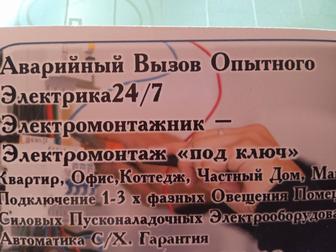 Аварийный Вызов Опытного
Электрика24/7
Электромонтажник –
Электромонтаж «под ключ»
Квартир, Офис,Коттедж, Частный Дом,
Подключение 1-3 х фазных Овещения
Силовых Пусконаладочных
Автоматика С/Х. Гарантия